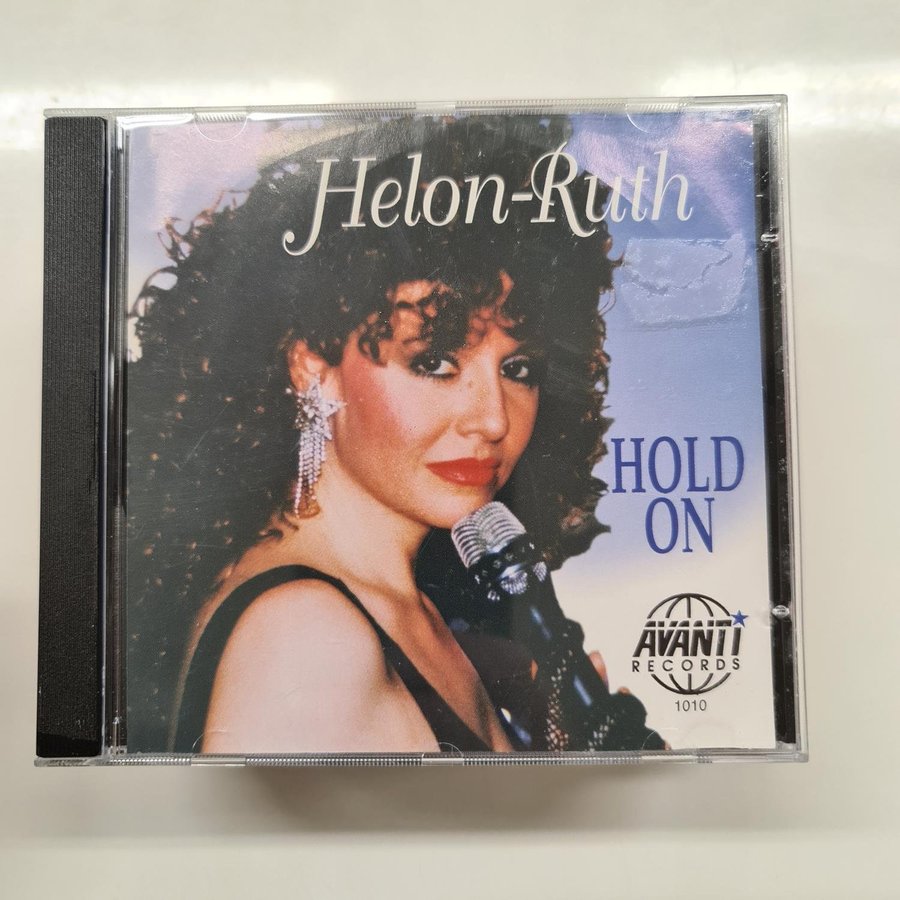 Helon-Ruth
HOLD
ON
AVANTI
RECORDS
1010